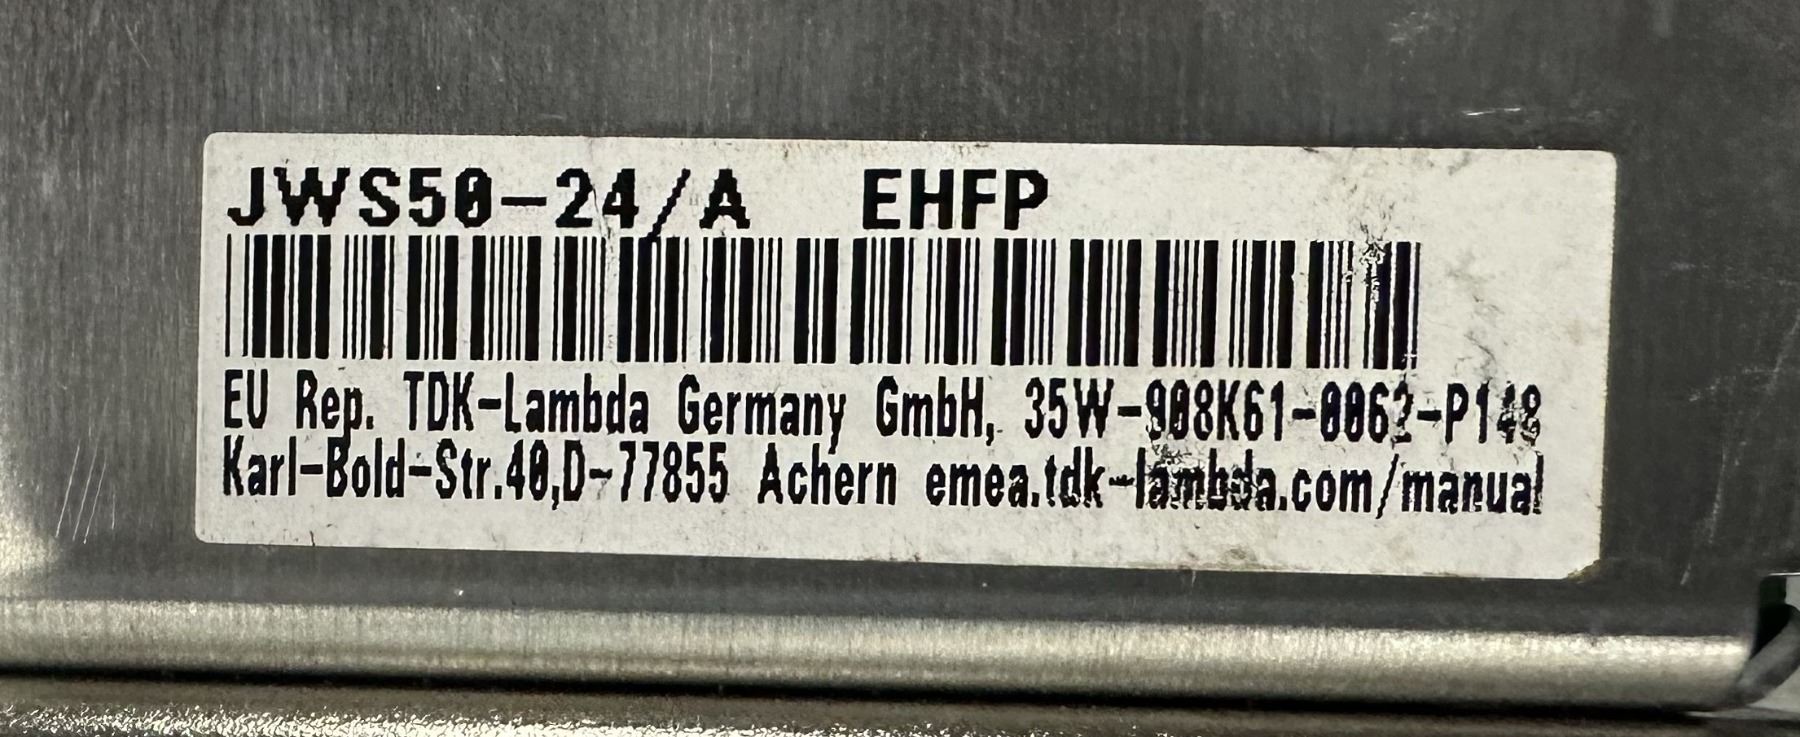 JWS50-24/A EHFP
EU Rep. TDK-Lambda Germany GmbH, 35W-908K61-0062-P148
Karl-Bold-Str.40,D-77855 Achern emea.tdk-lambda.com/manual